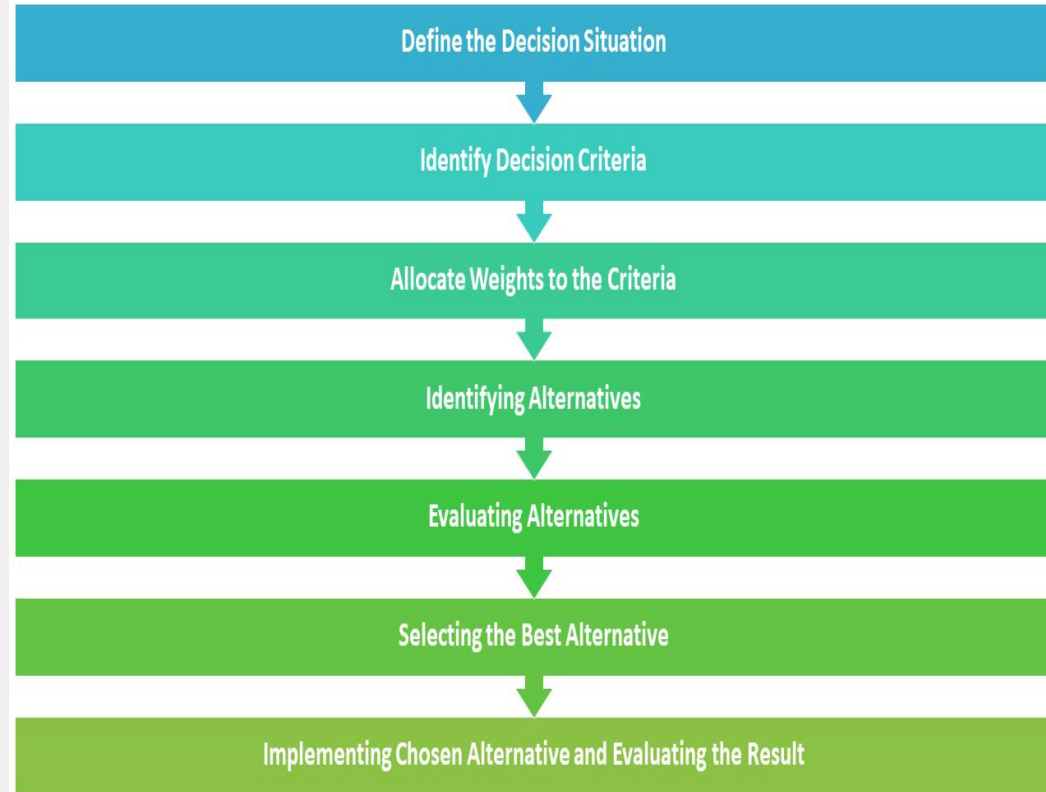 Define the Decision Situation
Identify Decision Criteria
Allocate Weights to the Criteria
Identifying Alternatives
Evaluating Alternatives
Selecting the Best Alternative
Implementing Chosen Alternative and Evaluating the Result